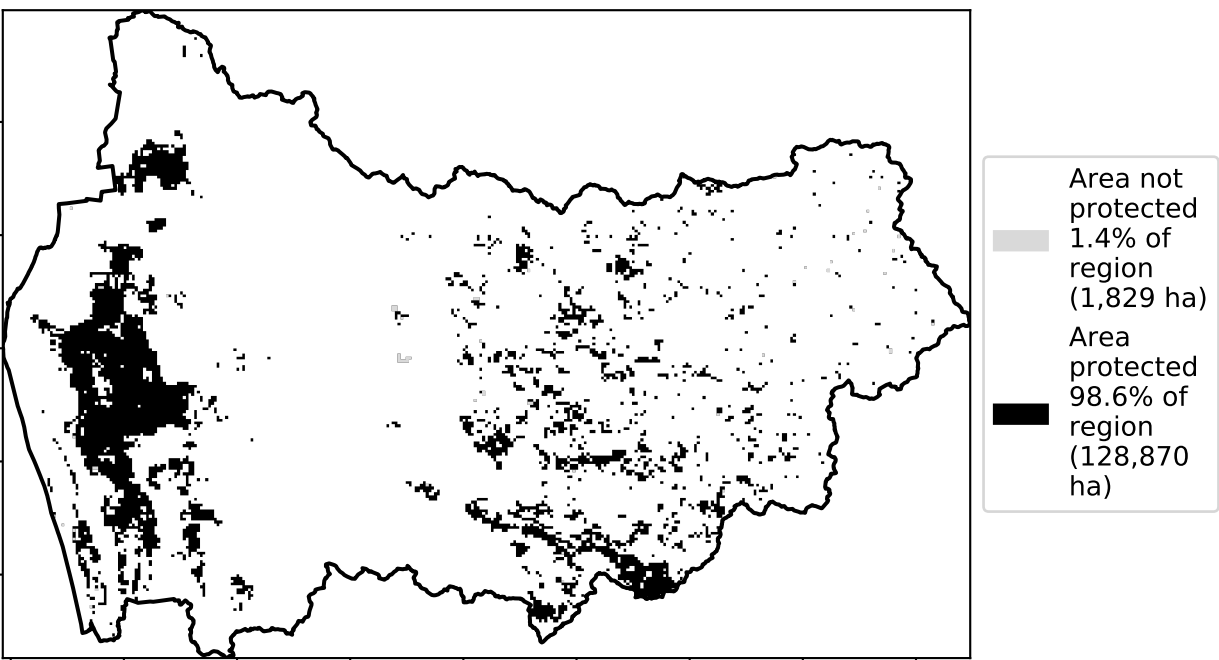 Area not
protected
1.4% of
region
(1,829 ha)
Area
protected
98.6% of
region
(128,870
ha)